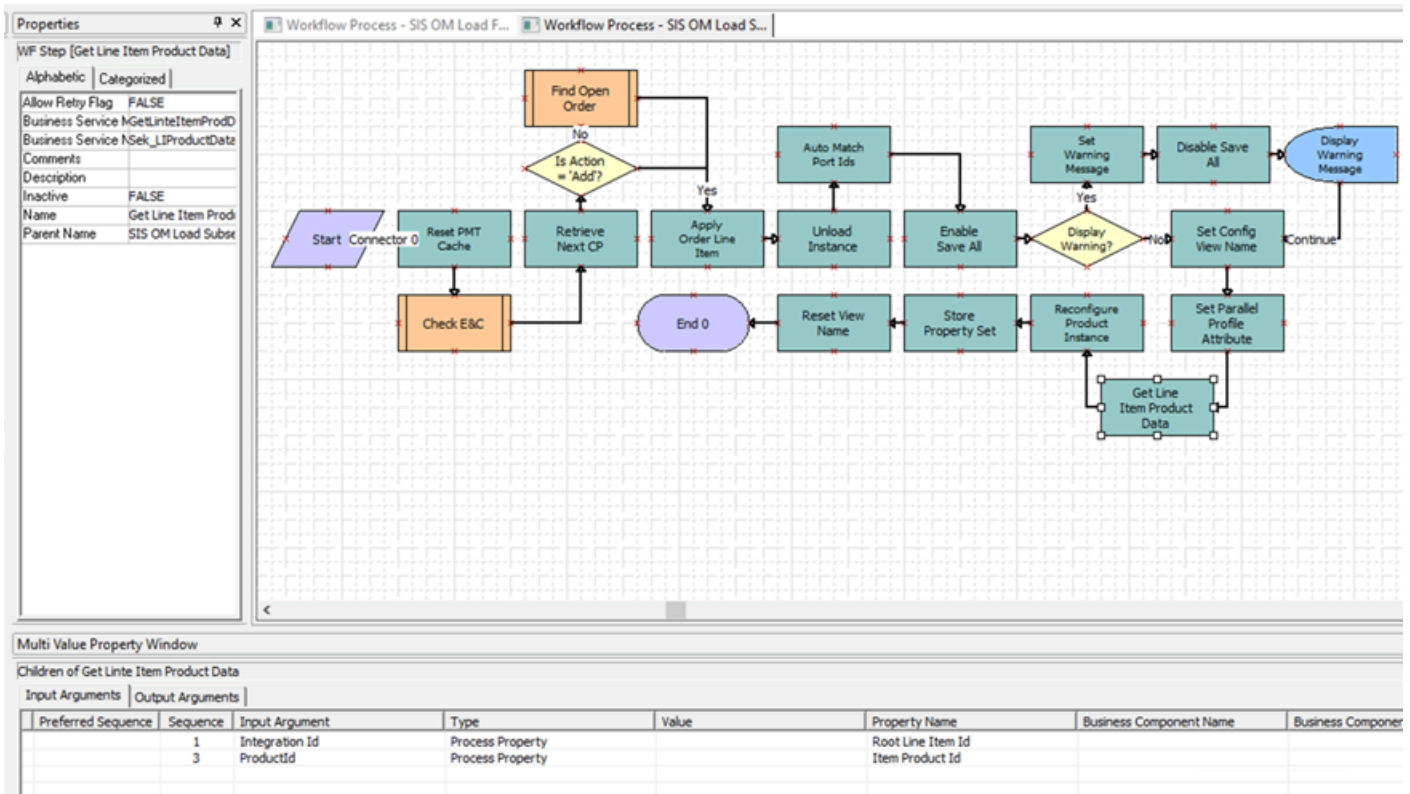 Properties
WF Step [Get Line Item Product Data]
Alphabetic Categorized
Allow Retry Flag FALSE
Business Service M GetLinteItemProdD
Business Service N Sek_LIProductData
Comments
Description
Inactive FALSE
Name Get Line Item Prod
Parent Name SIS OM Load Subse
Workflow Process - SIS OM Load F... Workflow Process - SIS OM Load S...
Find Open
Order
No
Is Action
= 'Add'?
Yes
Auto Match
Port Ids
Set
Warning
Message
Disable Save
All
Display
Warning
Message
Yes
Start
Connector 0
Reset PMT
Cache
Retrieve
Next CP
Apply
Order Line
Item
Unload
Instance
Enable
Save All
Display
Warning?
No
Set Config
View Name
Continue
Check E&C
End 0
Reset View
Name
Store
Property Set
Reconfigure
Product
Instance
Set Parallel
Profile
Attribute
Get Line
Item Product
Data
Multi Value Property Window
Children of Get Linte Item Product Data
Input Arguments Output Arguments
Preferred Sequence Sequence Input Argument Type Value Property Name Business Component Name Business Componer
1 Integration Id Process Property Root Line Item Id
3 ProductId Process Property Item Product Id